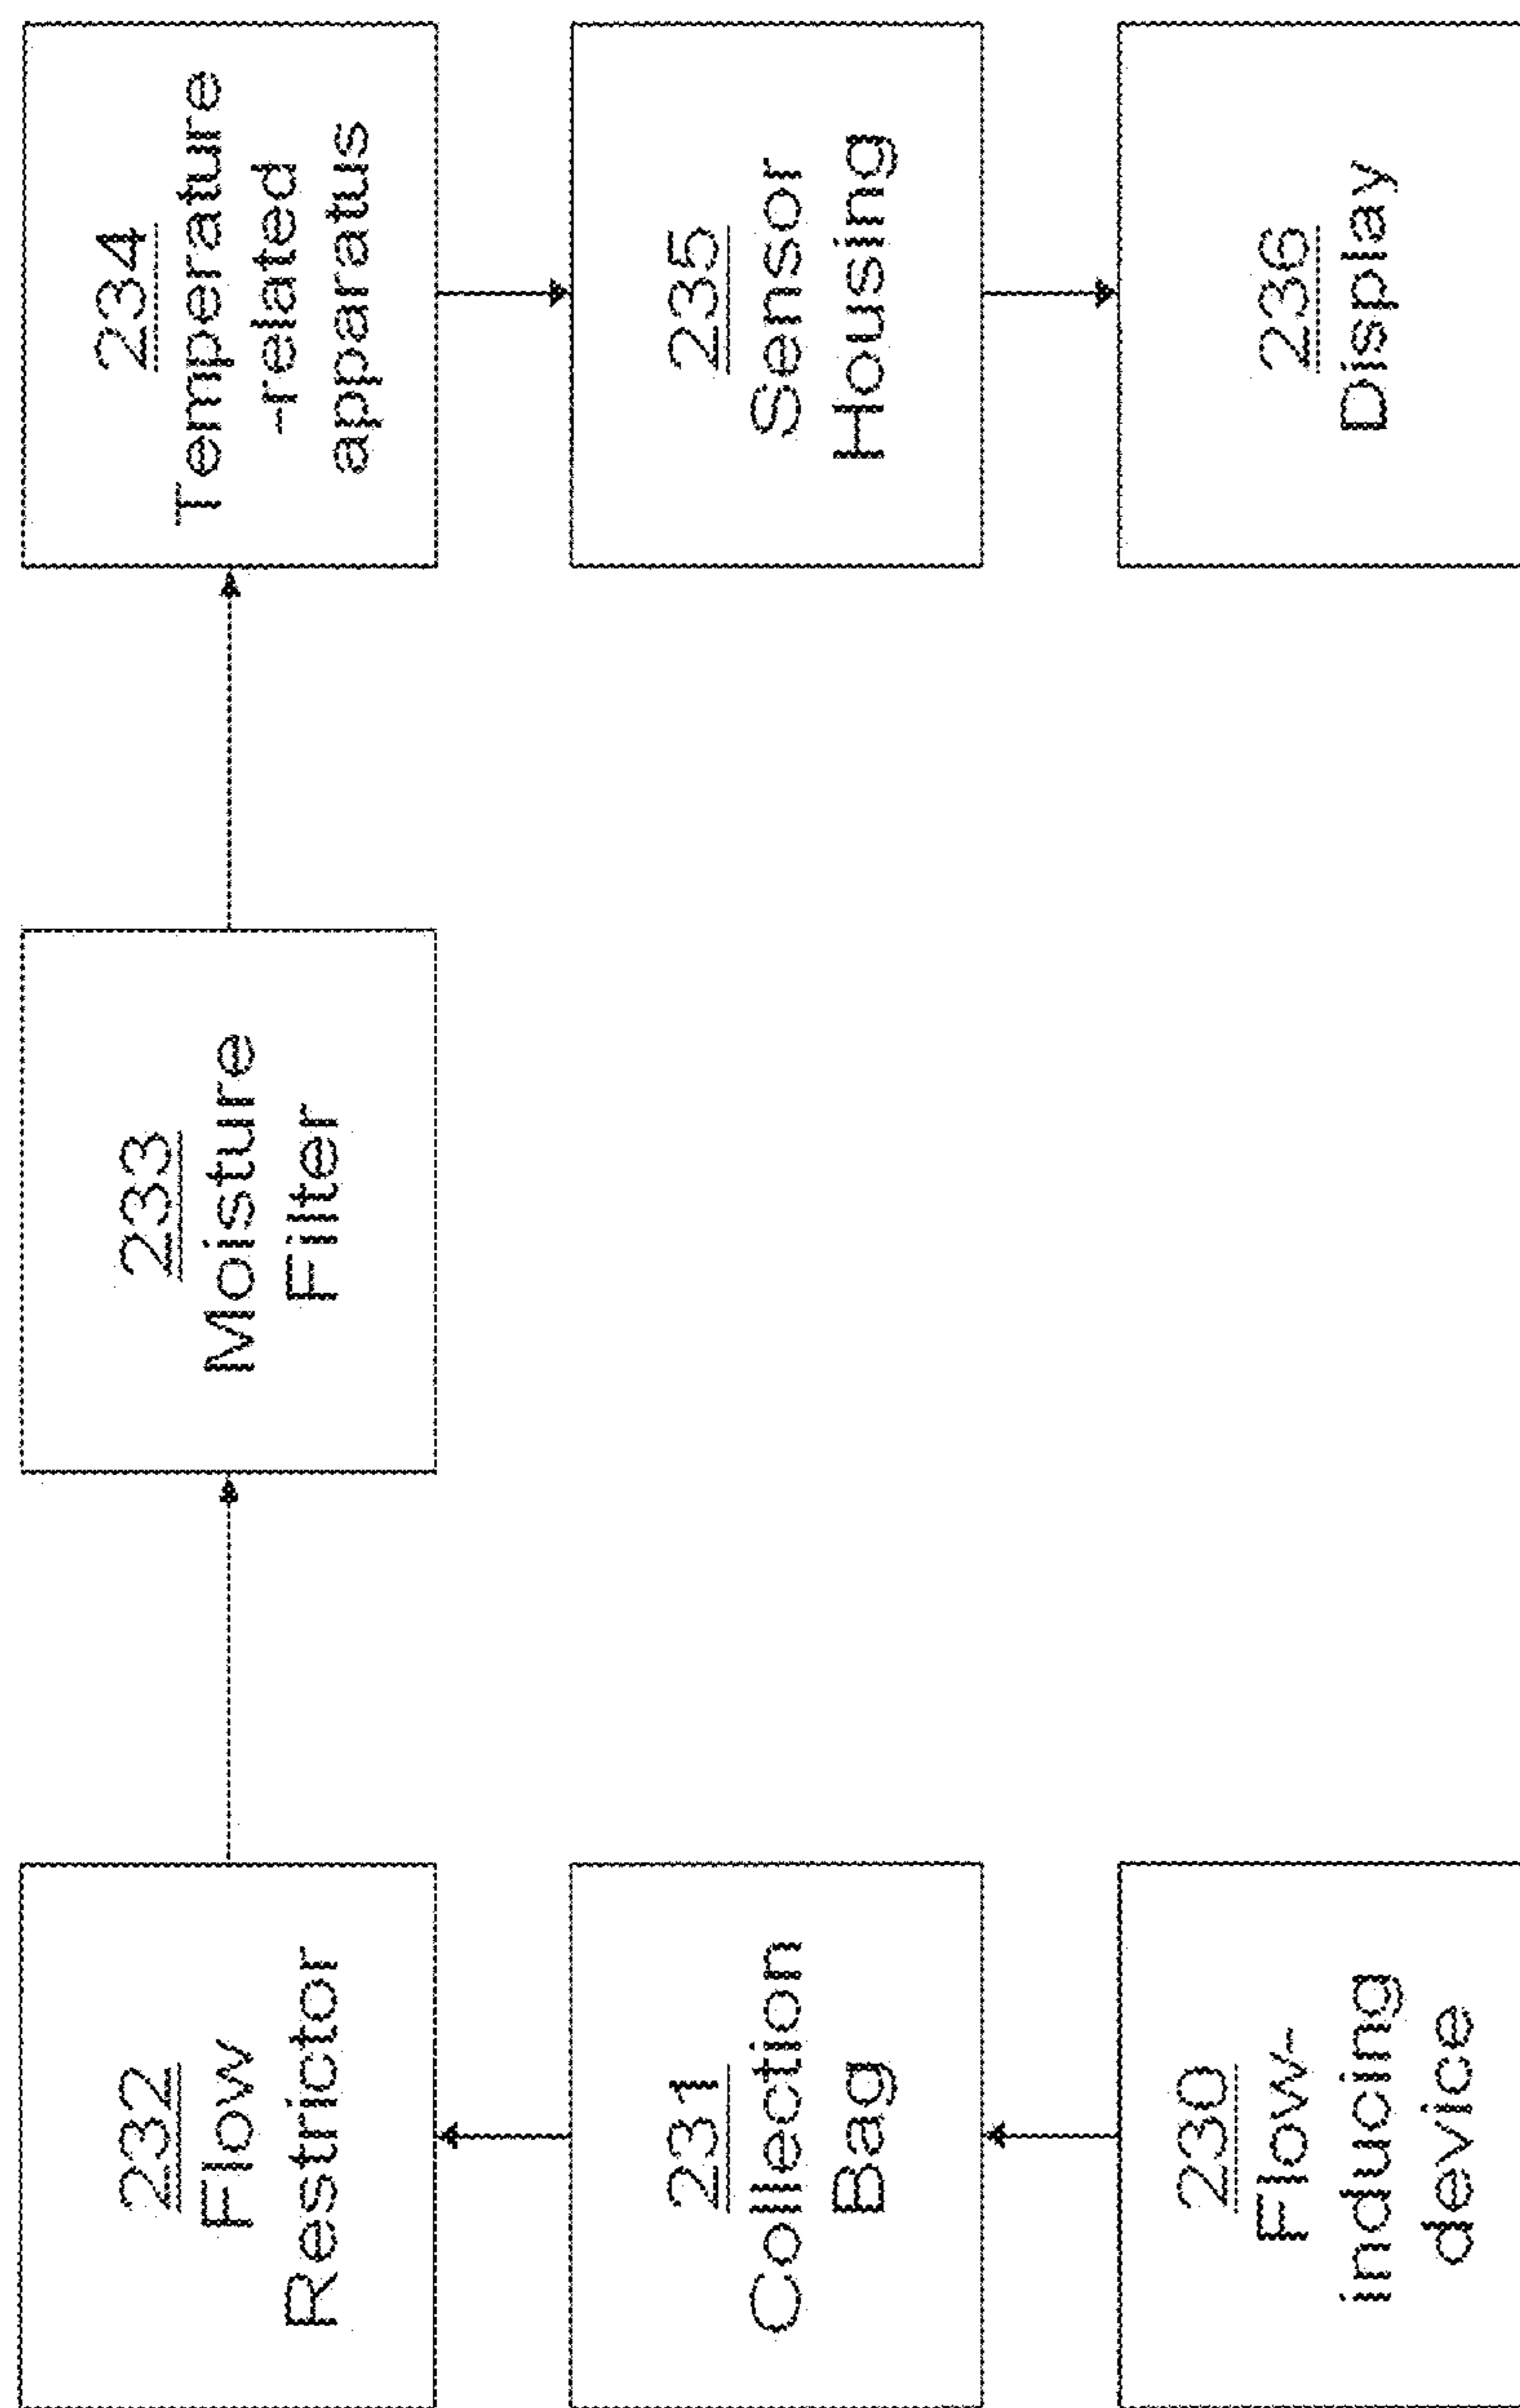 230
Flow-
inducing
device
231
Collection
Bag
232
Flow
Restrictor
233
Moisture
Filter
234
Temperature
-related
apparatus
235
Sensor
Housing
236
Display